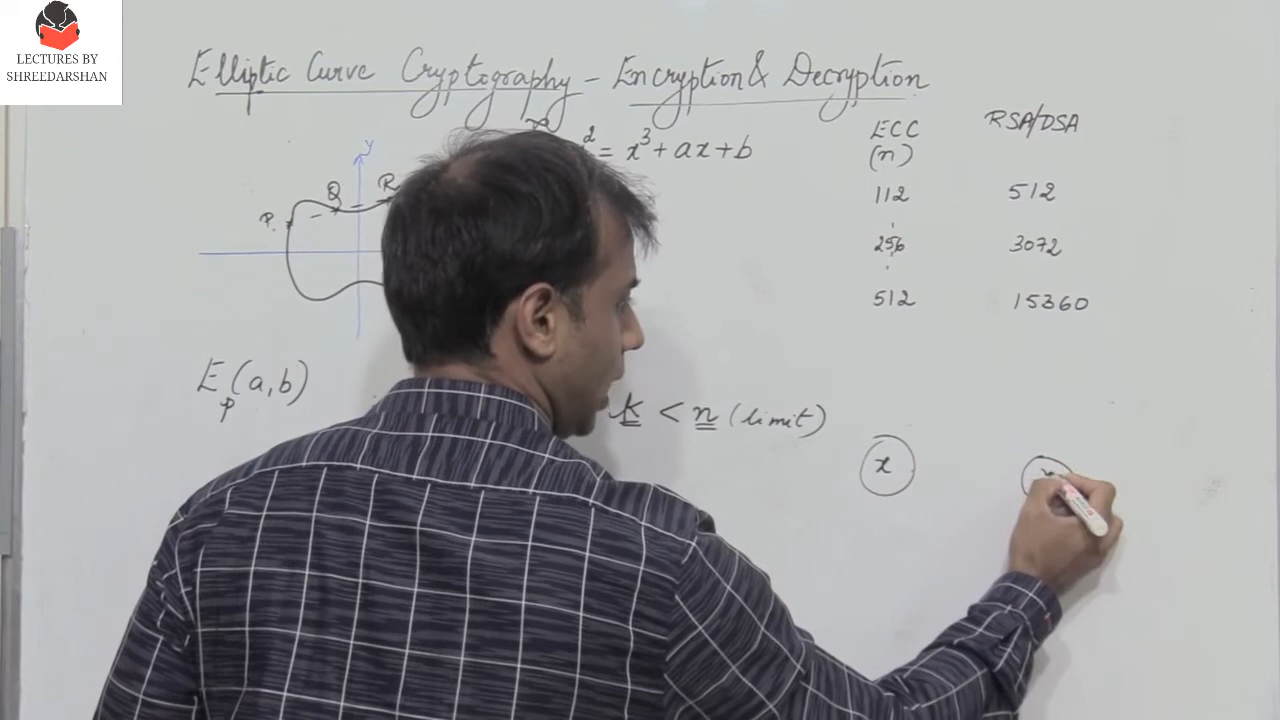 LECTURES BY
SHREEDARSHAN
Elliptic Curve Cryptography - Encryption & Decryption
² = x³ + ax + b
ECC
(n)
RSA/DSA
112 512
256 3072
512 15360
y
P. Q R
Eₚ(a,b)
k < n (limit)
x